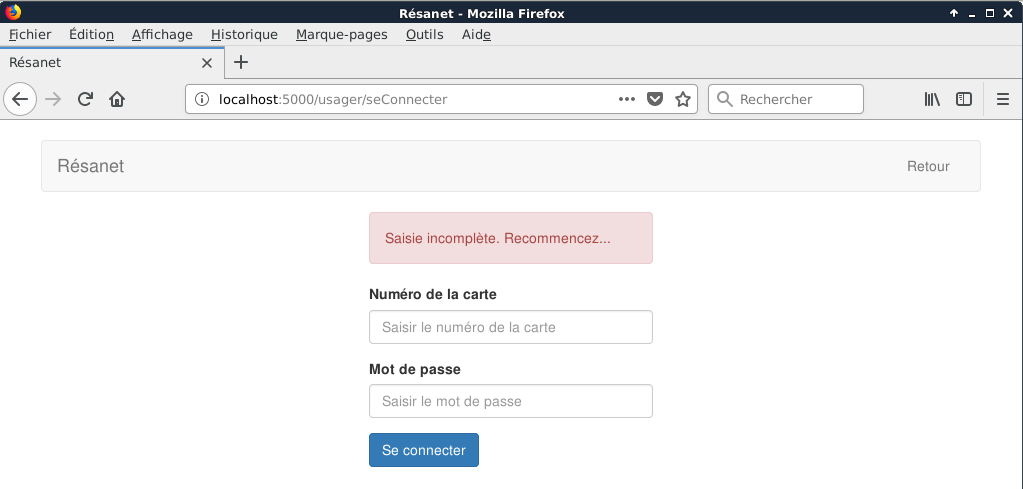 Résanet - Mozilla Firefox
Fichier Édition Affichage Historique Marque-pages Outils Aide
Résanet
localhost:5000/usager/seConnecter Rechercher
Résanet Retour
Saisie incomplète. Recommencez...
Numéro de la carte
Saisir le numéro de la carte
Mot de passe
Saisir le mot de passe
Se connecter